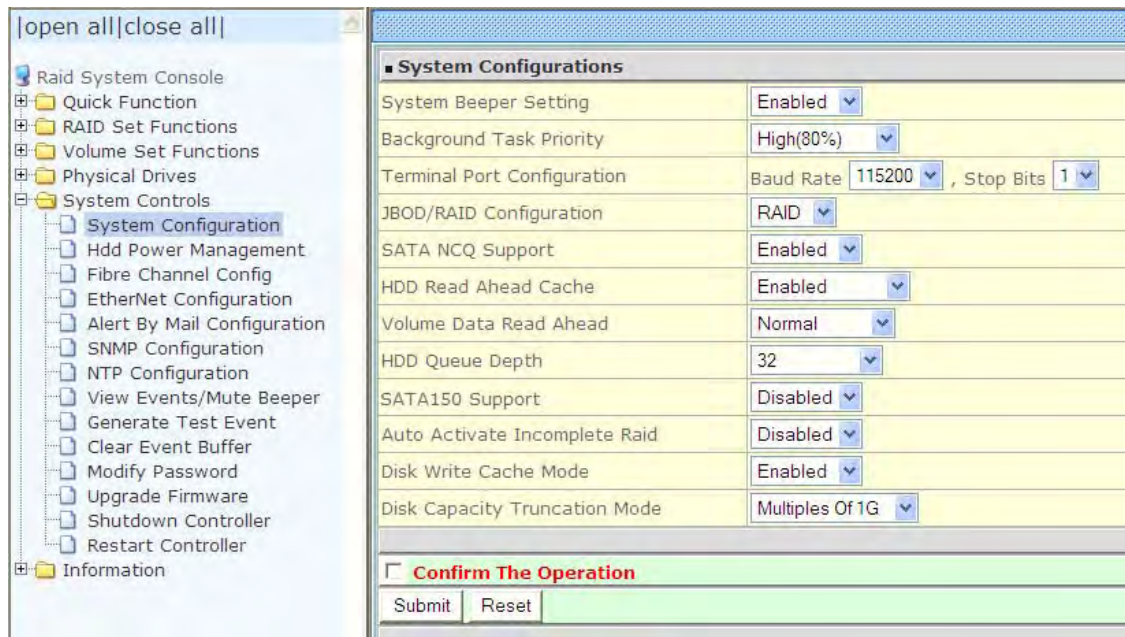 |open all|close all|
Raid System Console
Quick Function
RAID Set Functions
Volume Set Functions
Physical Drives
System Controls
System Configuration
Hdd Power Management
Fibre Channel Config
EtherNet Configuration
Alert By Mail Configuration
SNMP Configuration
NTP Configuration
View Events/Mute Beeper
Generate Test Event
Clear Event Buffer
Modify Password
Upgrade Firmware
Shutdown Controller
Restart Controller
Information
System Configurations
System Beeper Setting Enabled
Background Task Priority High(80%)
Terminal Port Configuration Baud Rate 115200 , Stop Bits 1
JBOD/RAID Configuration RAID
SATA NCQ Support Enabled
HDD Read Ahead Cache Enabled
Volume Data Read Ahead Normal
HDD Queue Depth 32
SATA150 Support Disabled
Auto Activate Incomplete Raid Disabled
Disk Write Cache Mode Enabled
Disk Capacity Truncation Mode Multiples Of 1G
Confirm The Operation
Submit Reset